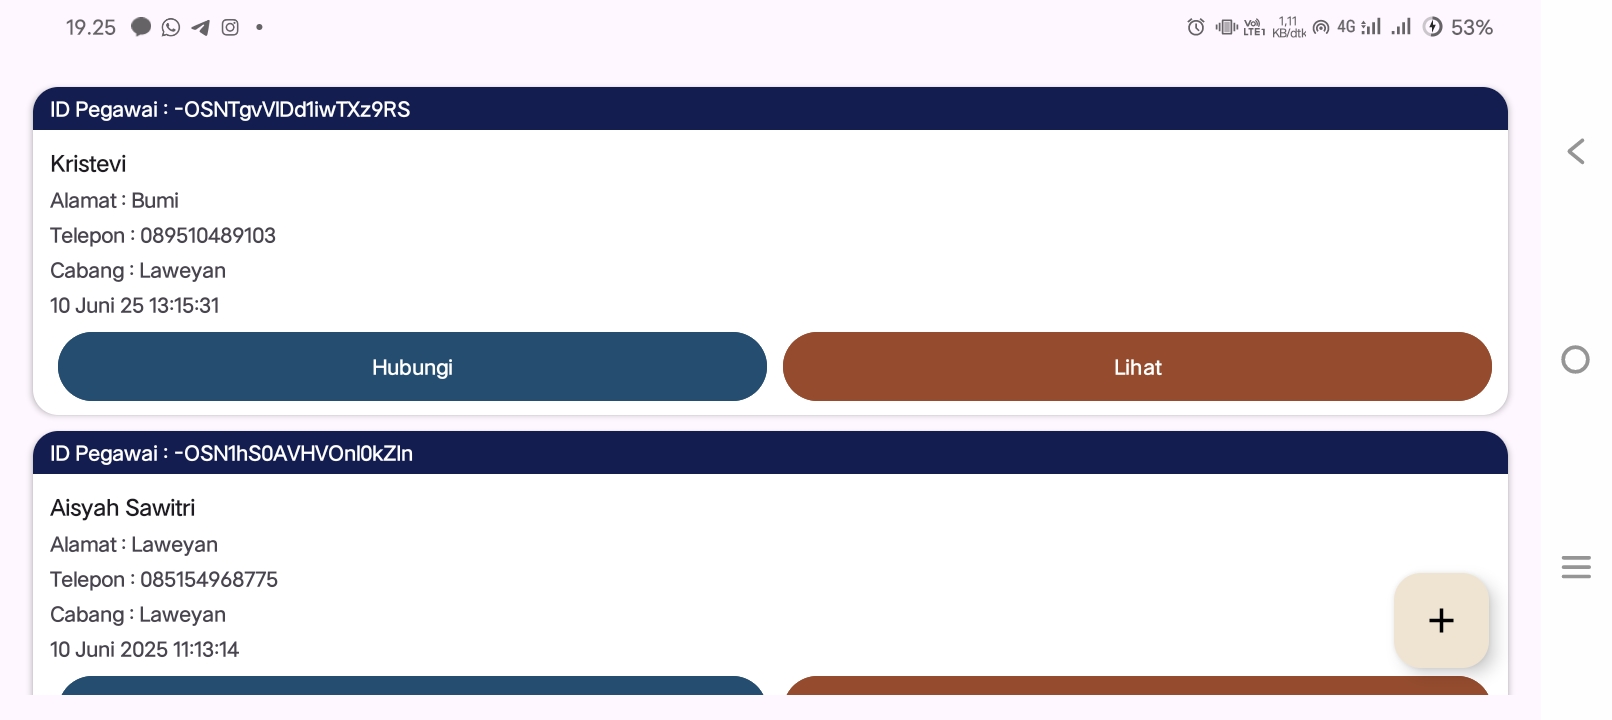 19.25
Vo)) LTE1 1,11 KB/dtk 4G 53%
ID Pegawai : -OSNTgvVlDd1iwTXz9RS
Kristevi
Alamat : Bumi
Telepon : 089510489103
Cabang : Laweyan
10 Juni 25 13:15:31
Hubungi Lihat
ID Pegawai : -OSN1hS0AVHVOnl0kZln
Aisyah Sawitri
Alamat : Laweyan
Telepon : 085154968775
Cabang : Laweyan
10 Juni 2025 11:13:14
+